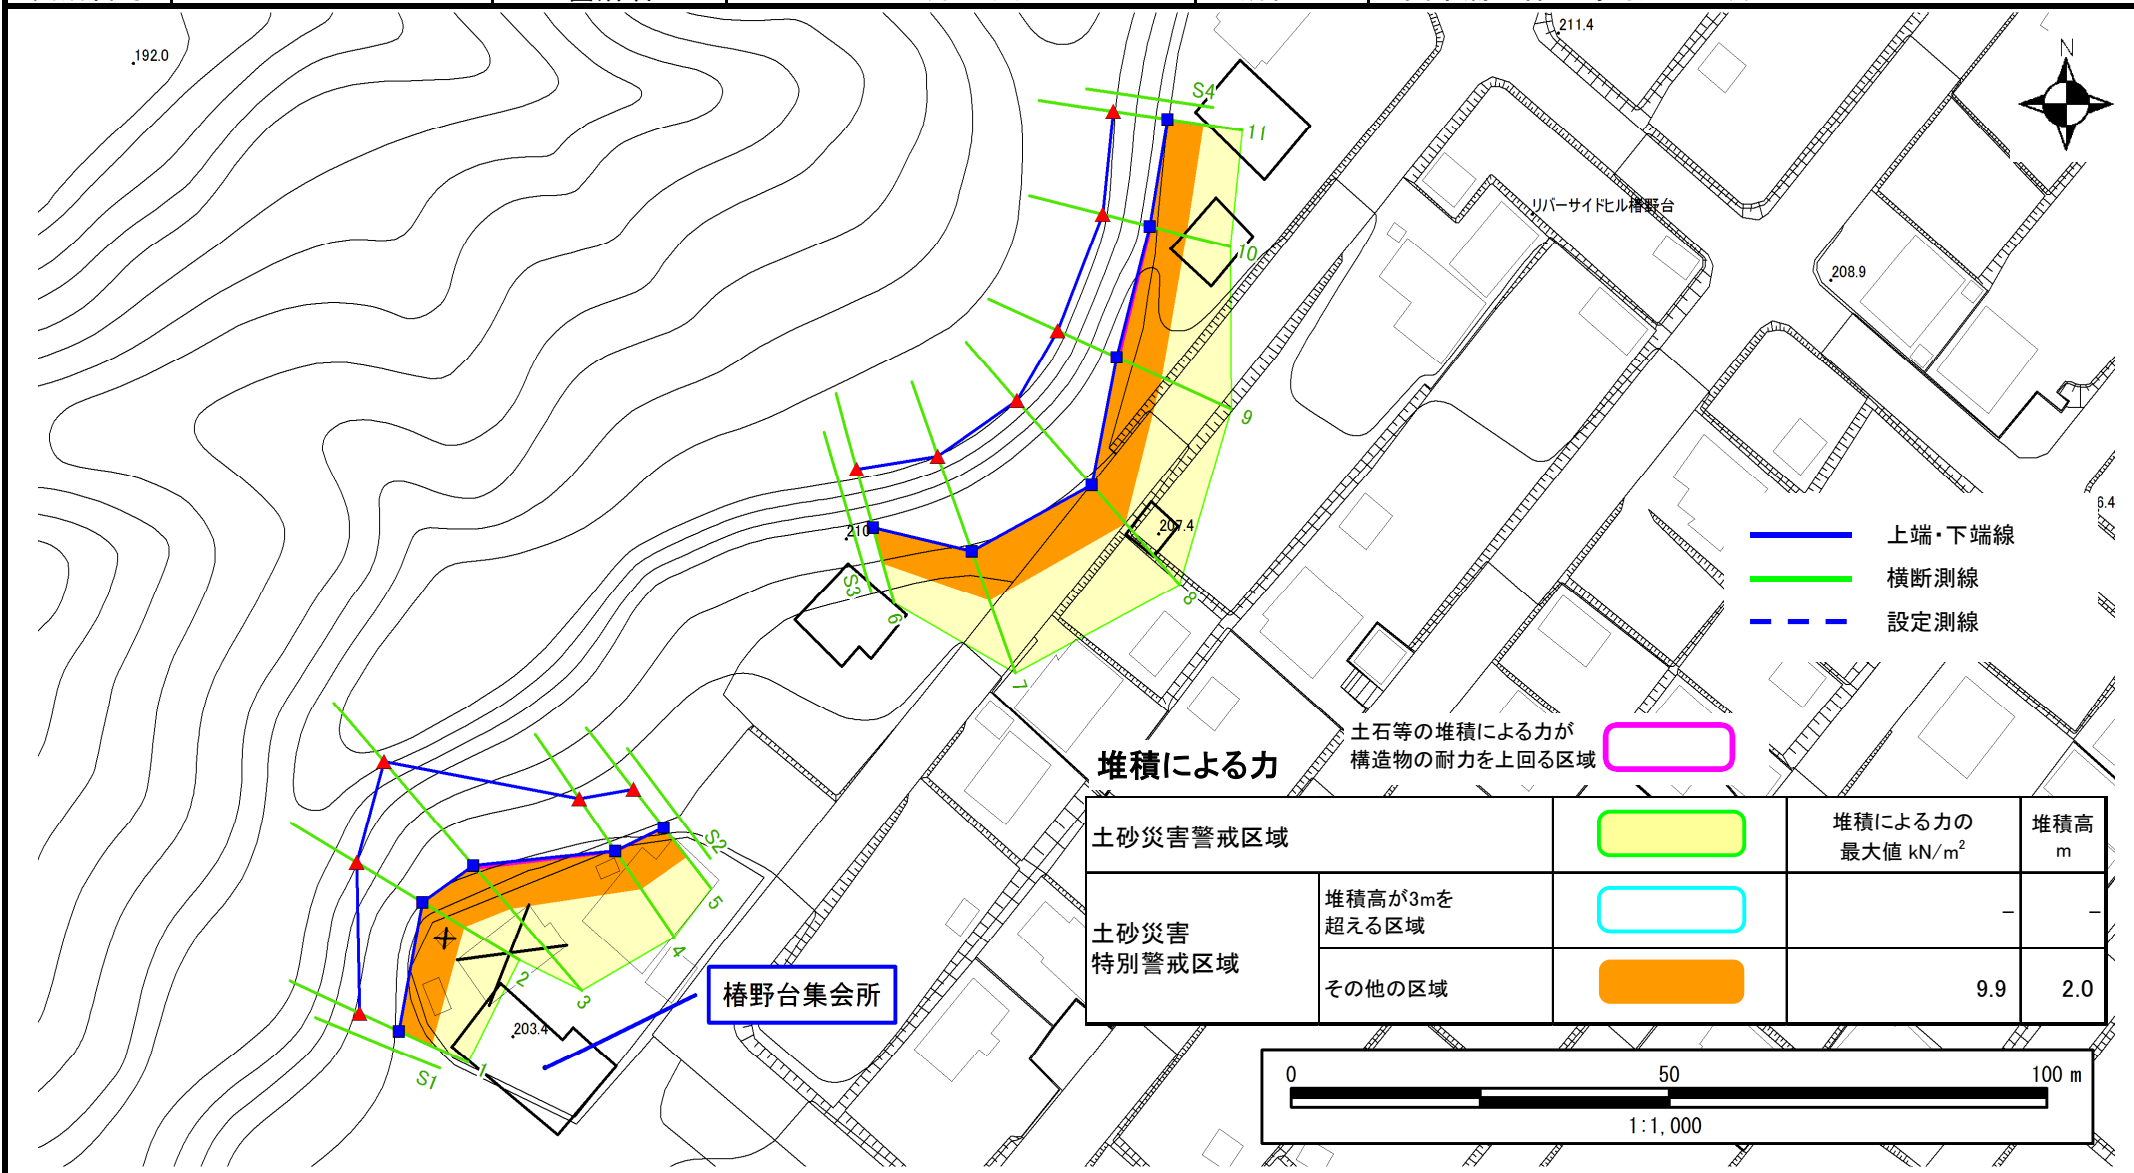 192.0
211.4
N
S4
11
リバーサイドヒル椿野台
10
208.9
9
6.4
207.4
210
上端・下端線
横断測線
設定測線
S3
6
8
7
土石等の堆積による力が
構造物の耐力を上回る区域
堆積による力
土砂災害警戒区域
堆積による力の
最大値 kN/m²
堆積高
m
土砂災害
特別警戒区域
堆積高が3mを
超える区域
－
－
その他の区域
9.9
2.0
S2
5
4
2
3
椿野台集会所
203.4
1
S1
0
50
100 m
1:1,000